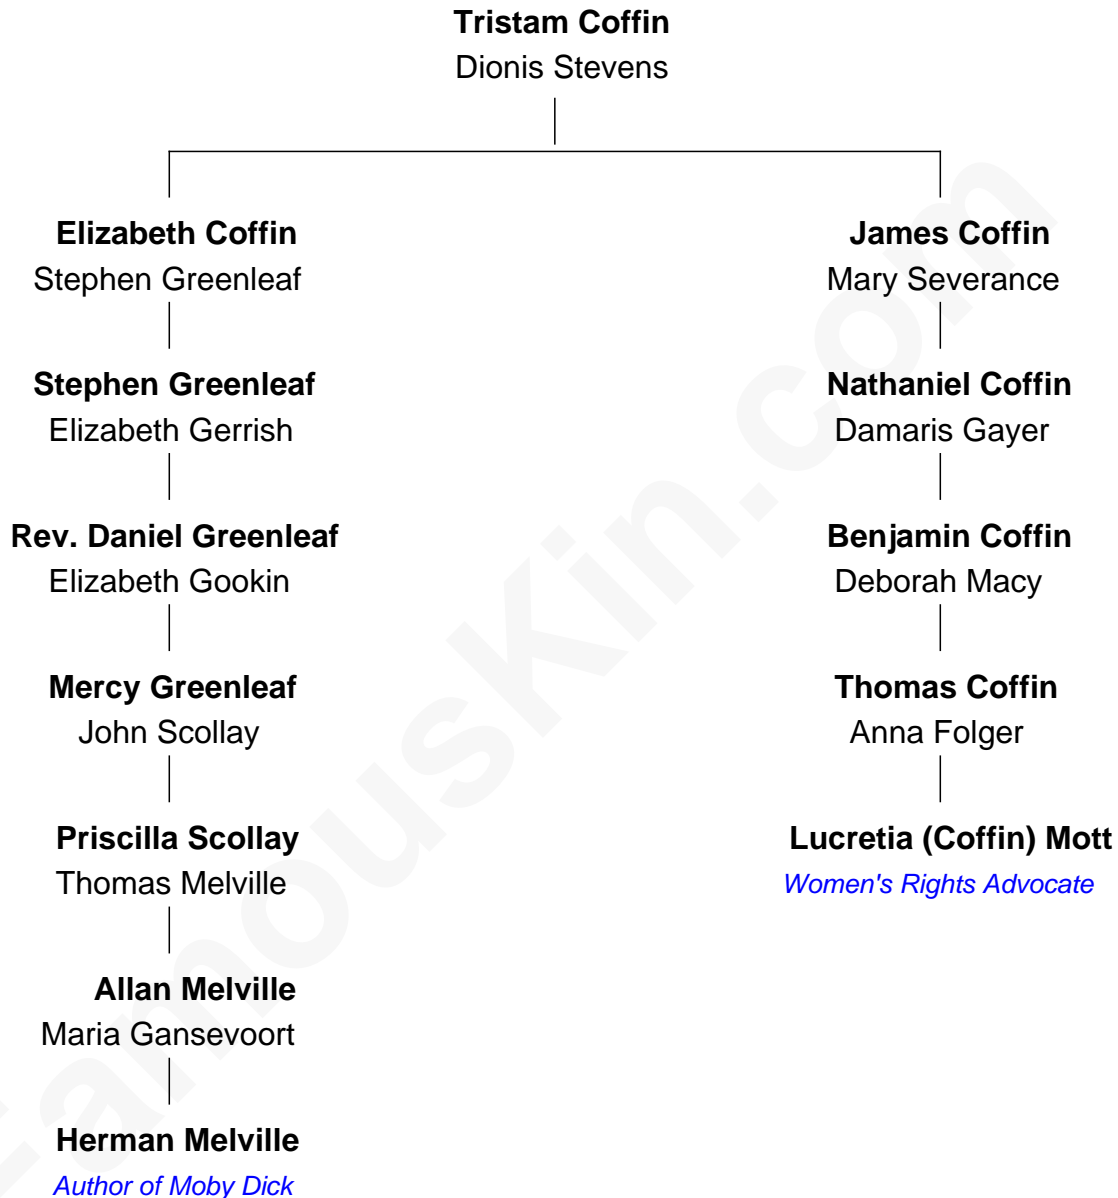 Tristam Coffin
Dionis Stevens
Elizabeth Coffin
Stephen Greenleaf
James Coffin
Mary Severance
Stephen Greenleaf
Elizabeth Gerrish
Nathaniel Coffin
Damaris Gayer
Rev. Daniel Greenleaf
Elizabeth Gookin
Benjamin Coffin
Deborah Macy
Mercy Greenleaf
John Scollay
Thomas Coffin
Anna Folger
Priscilla Scollay
Thomas Melville
Lucretia (Coffin) Mott
Women's Rights Advocate
Allan Melville
Maria Gansevoort
Herman Melville
Author of Moby Dick
FamousKin.com